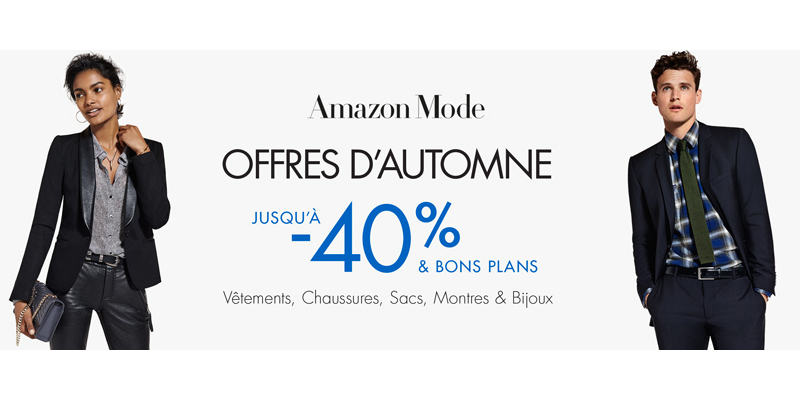 Amazon Mode
OFFRES D'AUTOMNE
JUSQU'À
-40%
& BONS PLANS
Vêtements, Chaussures, Sacs, Montres & Bijoux